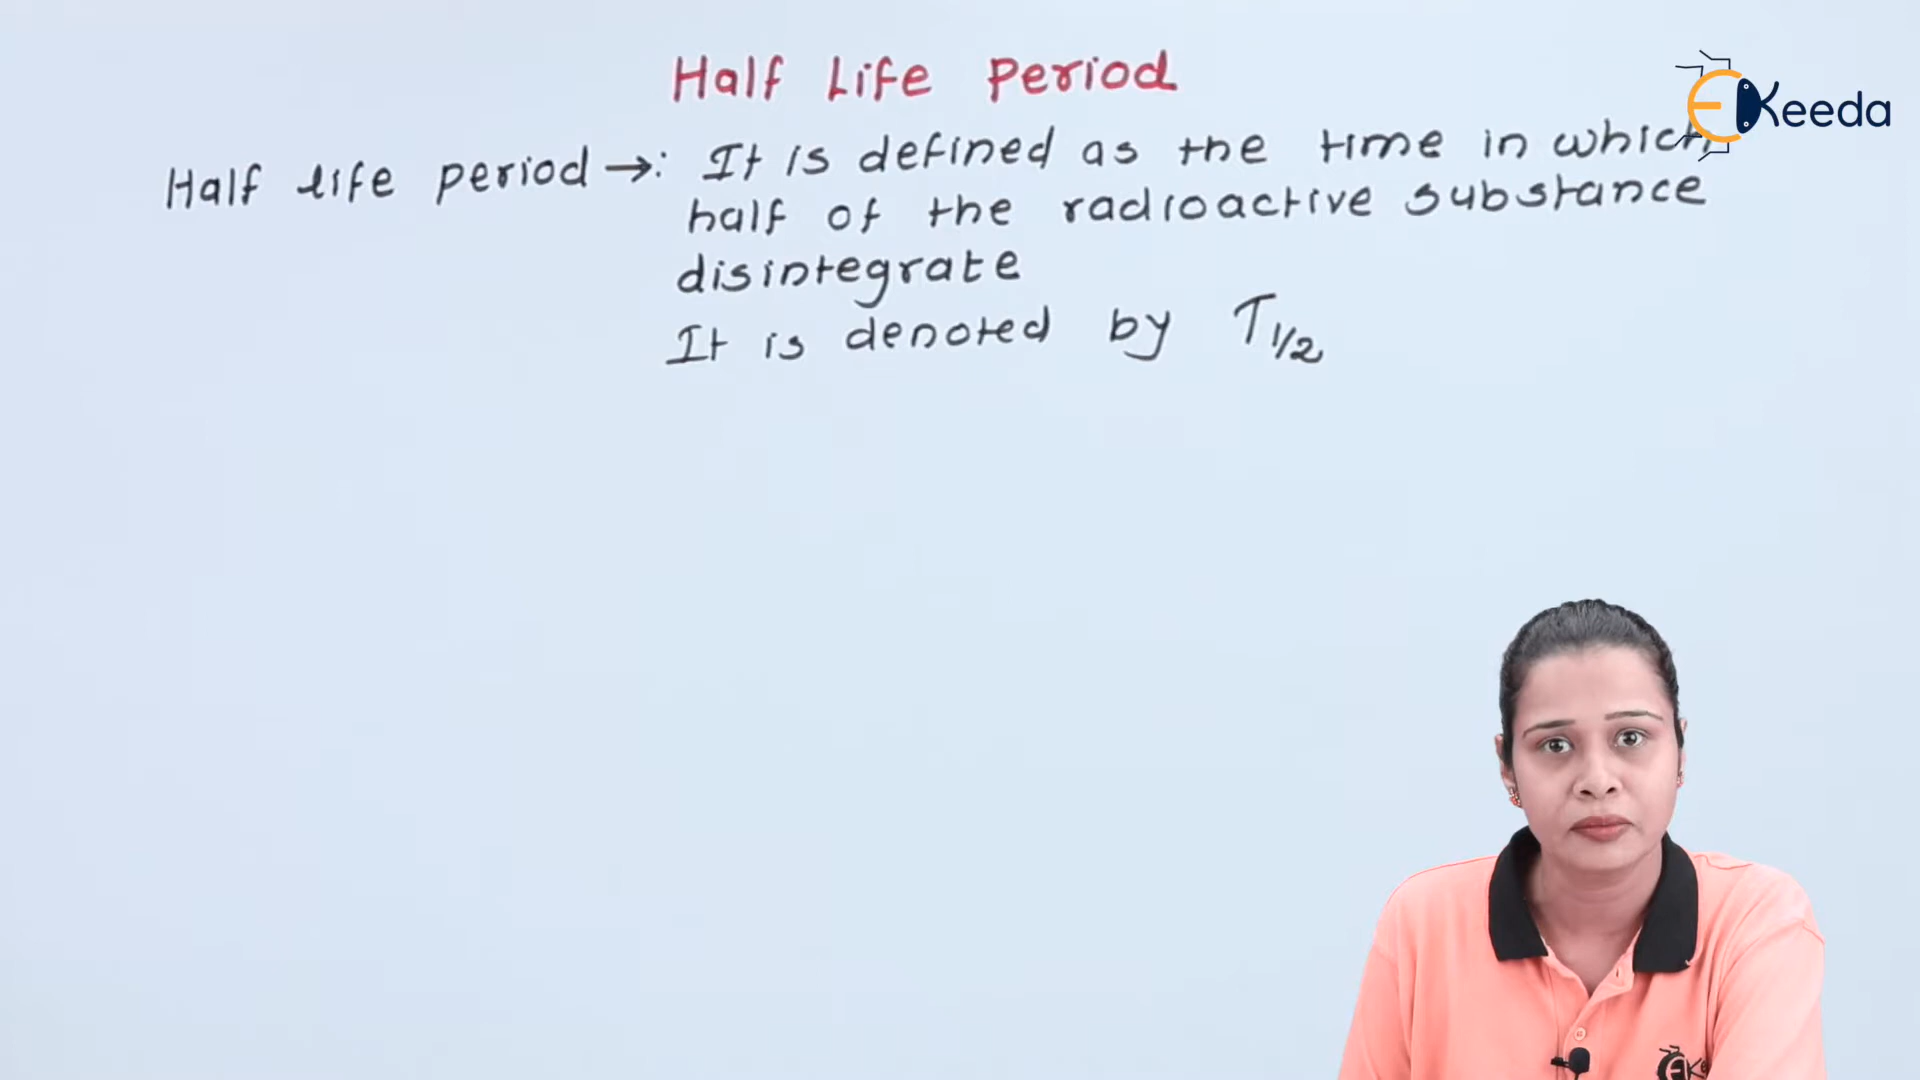 Half Life Period
EKeeda
Half life period →: It is defined as the time in which
half of the radioactive substance
disintegrate
It is denoted by T1/2